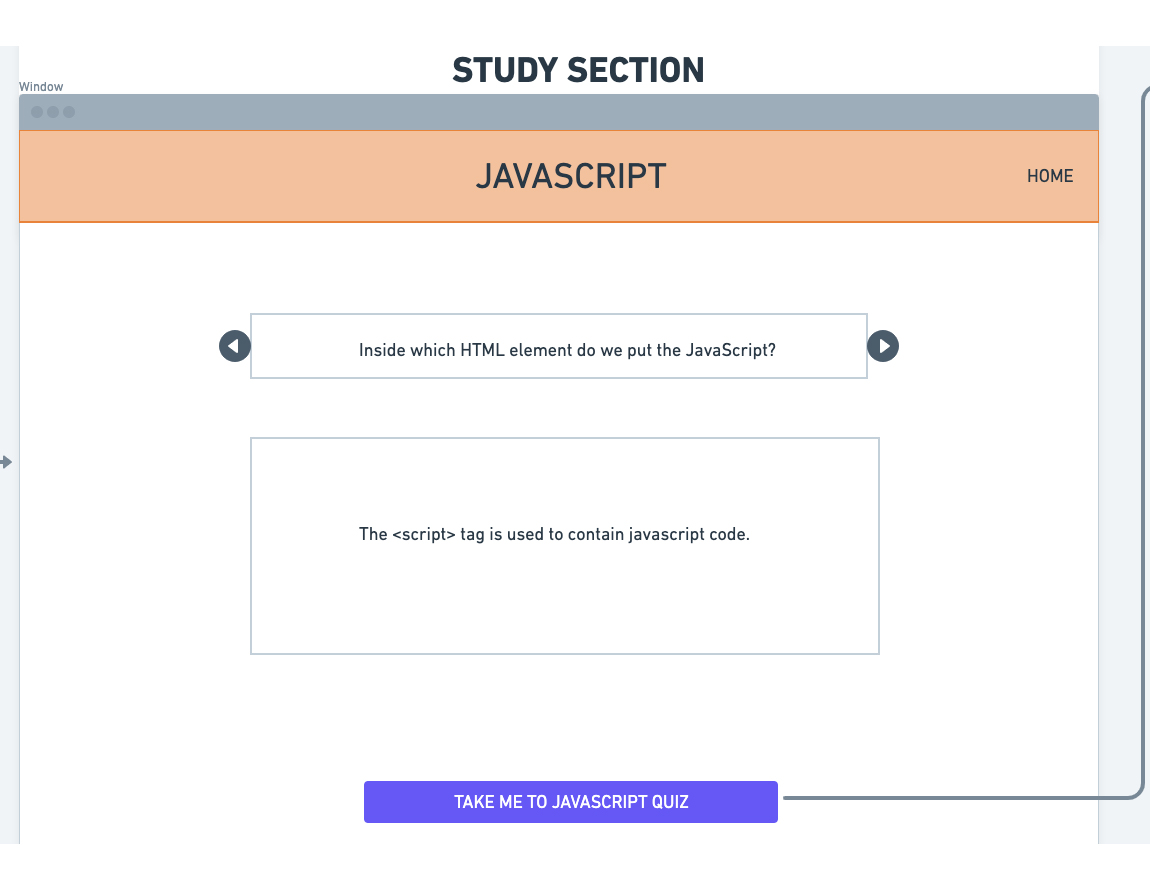 STUDY SECTION
Window
JAVASCRIPT
HOME
Inside which HTML element do we put the JavaScript?
The <script> tag is used to contain javascript code.
TAKE ME TO JAVASCRIPT QUIZ